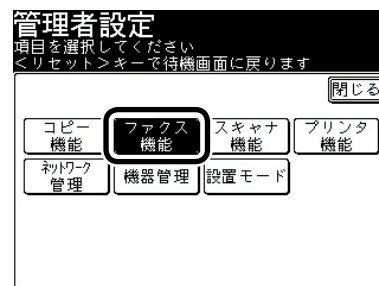 管理者設定
項目を選択してください
<リセット>キーで待機画面に戻ります
閉じる
コピー
機能
ファクス
機能
スキャナ
機能
プリンタ
機能
ネットワーク
管理
機器管理
設置モード